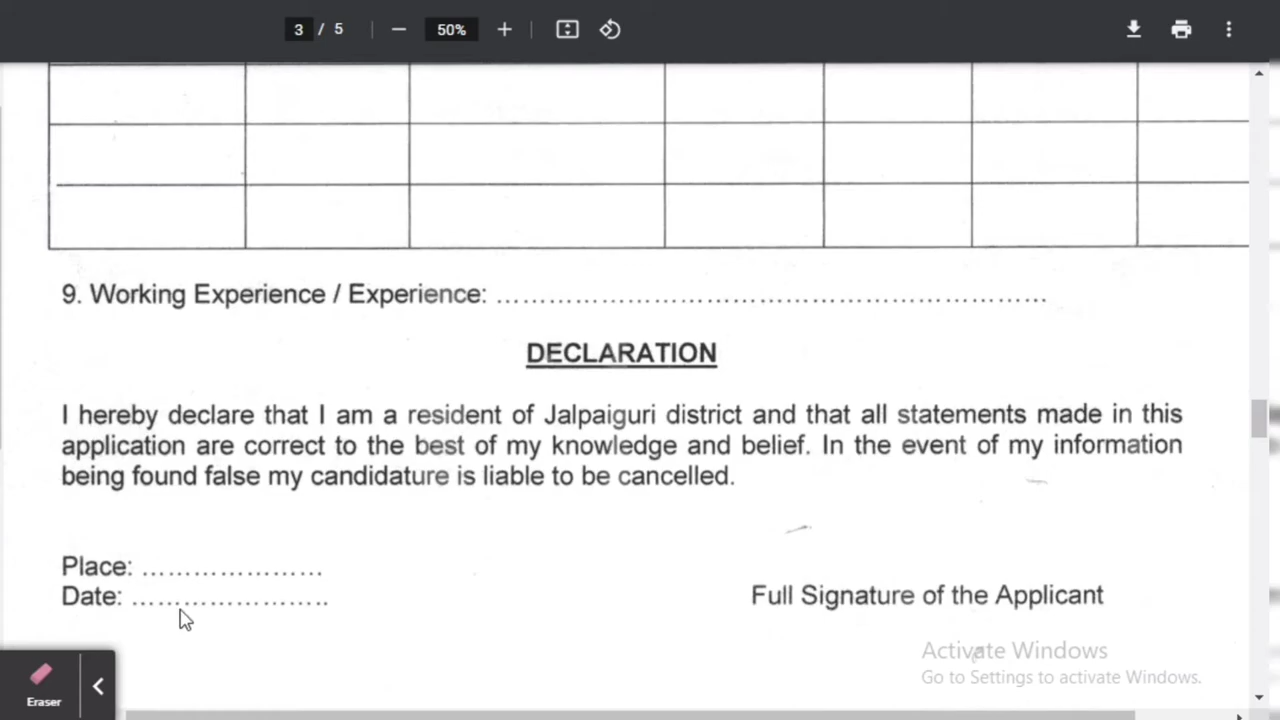 3 / 5
50%
9. Working Experience / Experience: ……………………………………………………….
DECLARATION
I hereby declare that I am a resident of Jalpaiguri district and that all statements made in this
application are correct to the best of my knowledge and belief. In the event of my information
being found false my candidature is liable to be cancelled.
Place: …………………
Date: …………………..
Full Signature of the Applicant
Activate Windows
Go to Settings to activate Windows.
Eraser